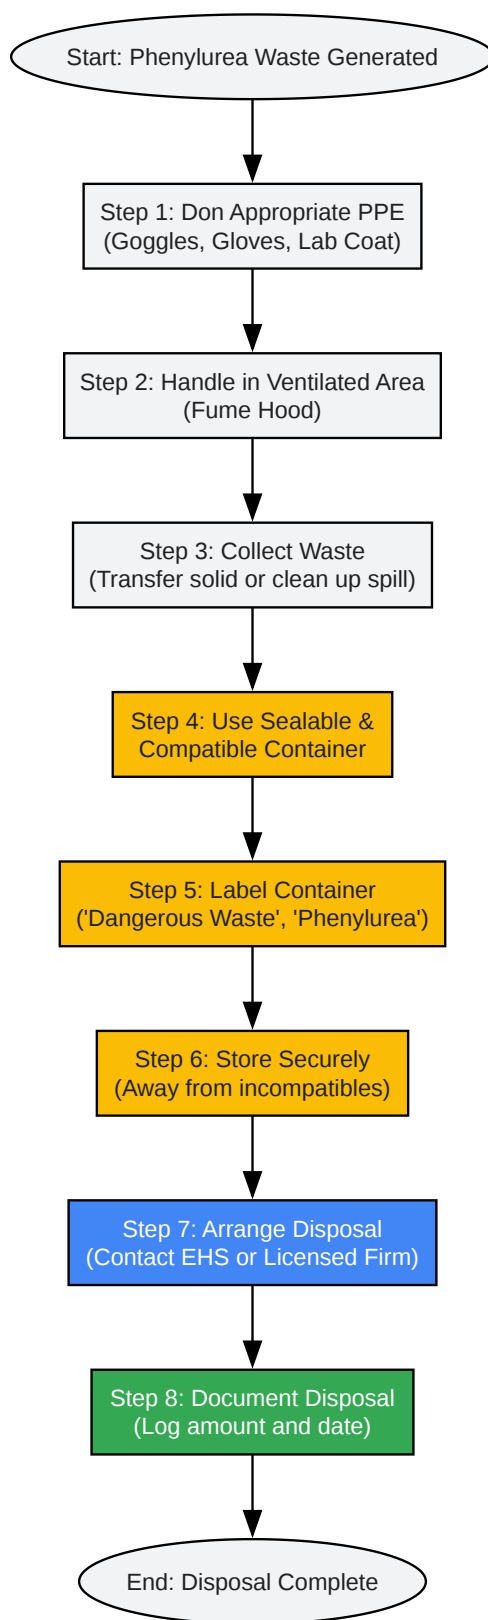 Start: Phenylurea Waste Generated
Step 1: Don Appropriate PPE
(Goggles, Gloves, Lab Coat)
Step 2: Handle in Ventilated Area
(Fume Hood)
Step 3: Collect Waste
(Transfer solid or clean up spill)
Step 4: Use Sealable &
Compatible Container
Step 5: Label Container
('Dangerous Waste', 'Phenylurea')
Step 6: Store Securely
(Away from incompatibles)
Step 7: Arrange Disposal
(Contact EHS or Licensed Firm)
Step 8: Document Disposal
(Log amount and date)
End: Disposal Complete